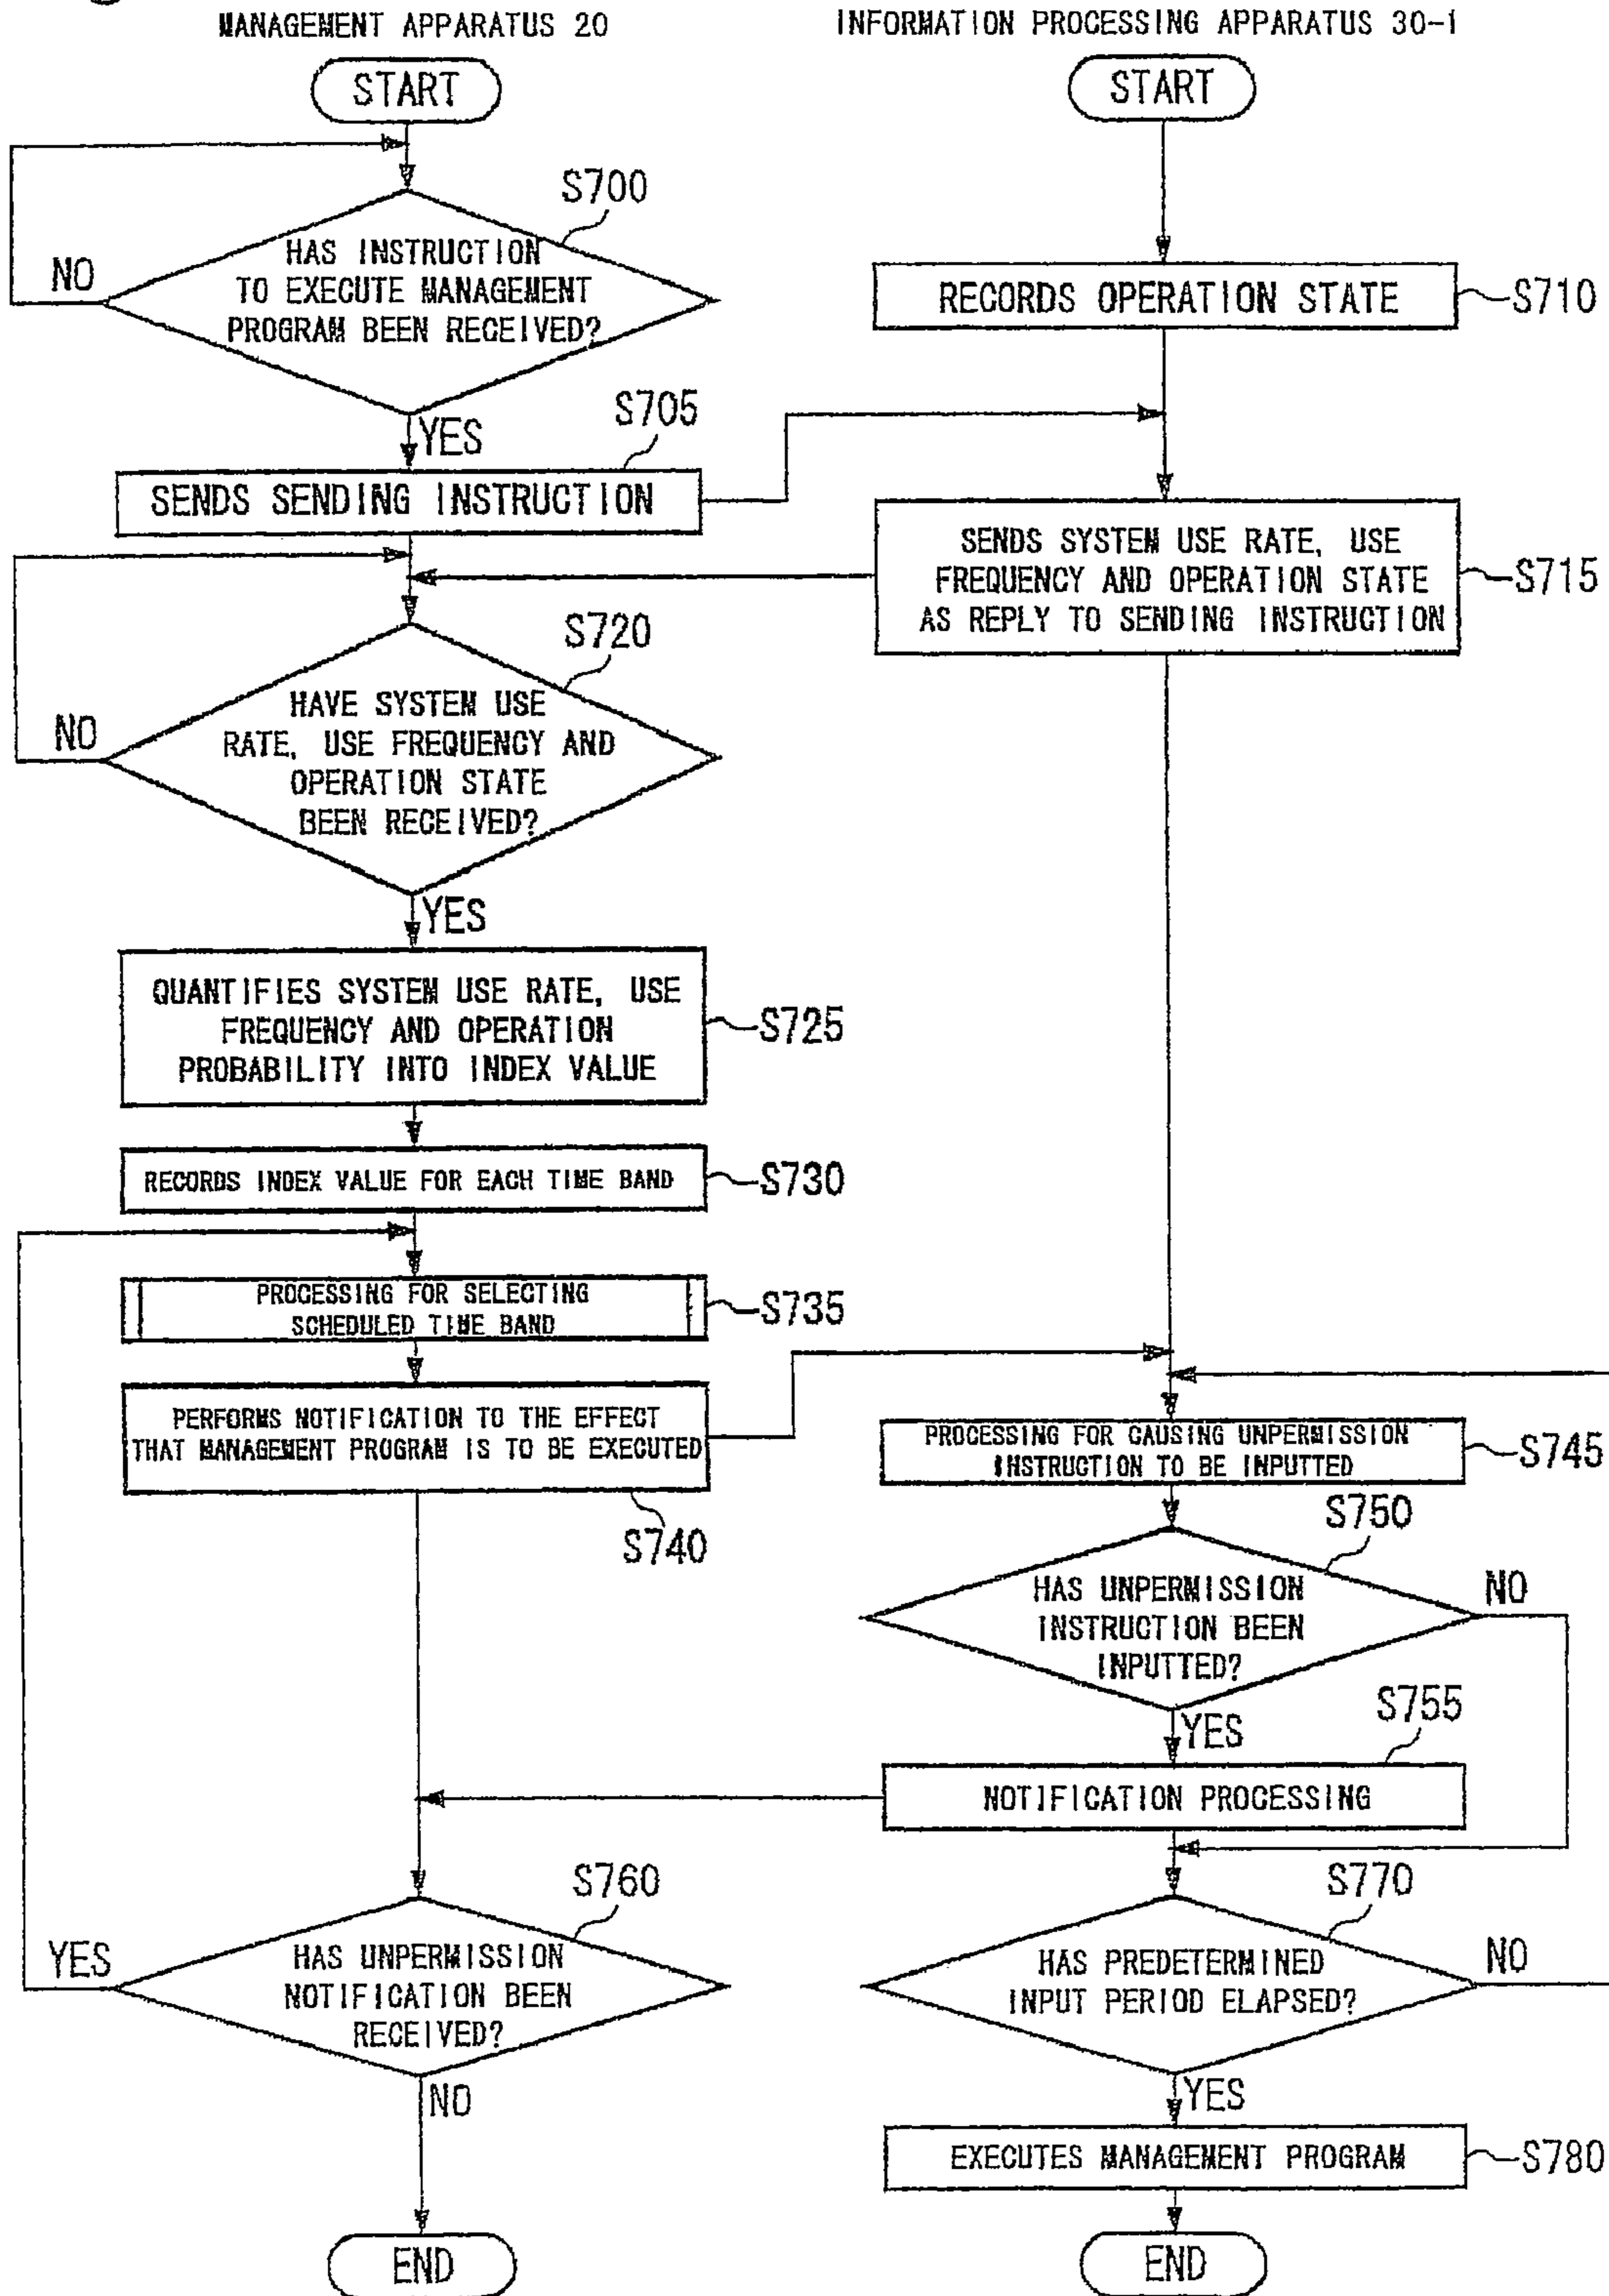 MANAGEMENT APPARATUS 20
INFORMATION PROCESSING APPARATUS 30-1
START
START
S700
HAS INSTRUCTION
TO EXECUTE MANAGEMENT
PROGRAM BEEN RECEIVED?
NO
YES
RECORDS OPERATION STATE
S710
S705
SENDS SENDING INSTRUCTION
SENDS SYSTEM USE RATE, USE
FREQUENCY AND OPERATION STATE
AS REPLY TO SENDING INSTRUCTION
S715
S720
HAVE SYSTEM USE
RATE, USE FREQUENCY AND
OPERATION STATE
BEEN RECEIVED?
NO
YES
QUANTIFIES SYSTEM USE RATE, USE
FREQUENCY AND OPERATION
PROBABILITY INTO INDEX VALUE
S725
RECORDS INDEX VALUE FOR EACH TIME BAND
S730
PROCESSING FOR SELECTING
SCHEDULED TIME BAND
S735
PERFORMS NOTIFICATION TO THE EFFECT
THAT MANAGEMENT PROGRAM IS TO BE EXECUTED
S740
PROCESSING FOR CAUSING UNPERMISSION
INSTRUCTION TO BE INPUTTED
S745
S750
HAS UNPERMISSION
INSTRUCTION BEEN
INPUTTED?
NO
YES
S755
NOTIFICATION PROCESSING
S760
HAS UNPERMISSION
NOTIFICATION BEEN
RECEIVED?
YES
NO
S770
HAS PREDETERMINED
INPUT PERIOD ELAPSED?
NO
YES
EXECUTES MANAGEMENT PROGRAM
S780
END
END